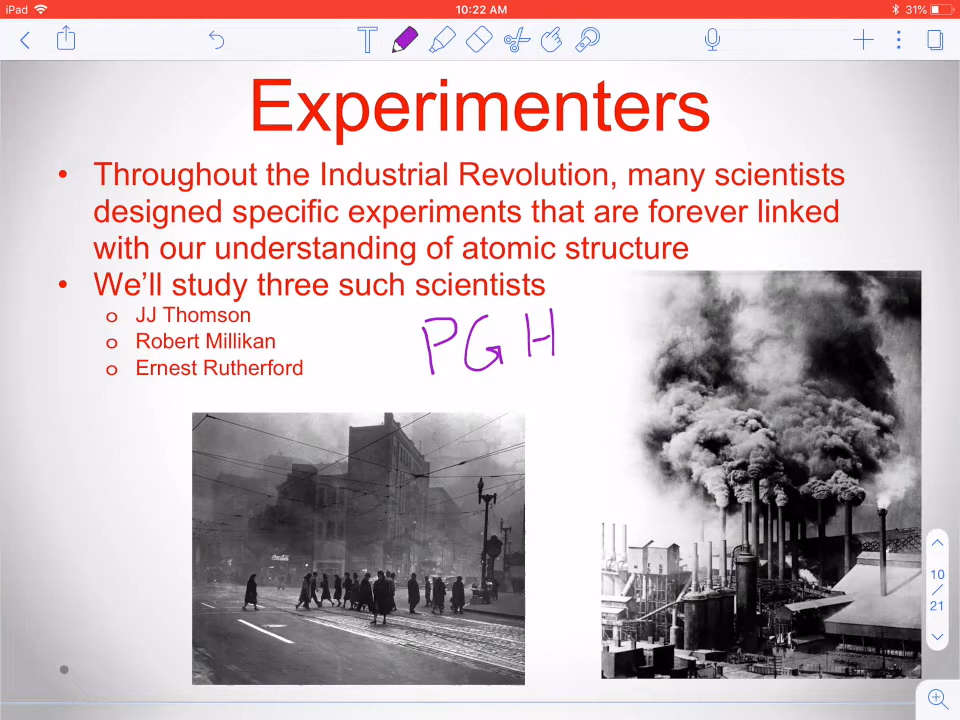 iPad
10:22 AM
31%
Experimenters
• Throughout the Industrial Revolution, many scientists
designed specific experiments that are forever linked
with our understanding of atomic structure
• We'll study three such scientists
o JJ Thomson
o Robert Millikan
o Ernest Rutherford
PGH
Coca-Cola
10
/
21